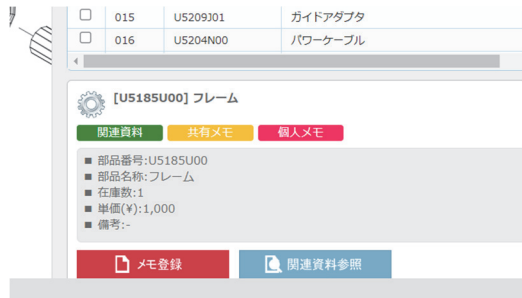 015 U5209J01 ガイドアダプタ
016 U5204N00 パワーケーブル
[U5185U00] フレーム
関連資料 共有メモ 個人メモ
■ 部品番号:U5185U00
■ 部品名称:フレーム
■ 在庫数:1
■ 単価(¥):1,000
■ 備考:-
メモ登録 関連資料参照